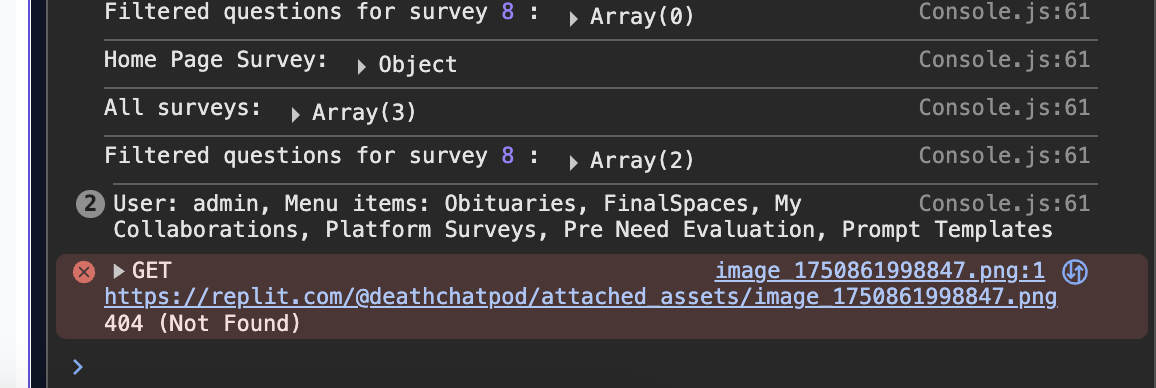 Filtered questions for survey 8 : ▶ Array(0) Console.js:61
Home Page Survey: ▶ Object Console.js:61
All surveys: ▶ Array(3) Console.js:61
Filtered questions for survey 8 : ▶ Array(2) Console.js:61
2 User: admin, Menu items: Obituaries, FinalSpaces, My Console.js:61
Collaborations, Platform Surveys, Pre Need Evaluation, Prompt Templates
▶ GET image_1750861998847.png:1
https://replit.com/@deathchatpod/attached_assets/image_1750861998847.png
404 (Not Found)